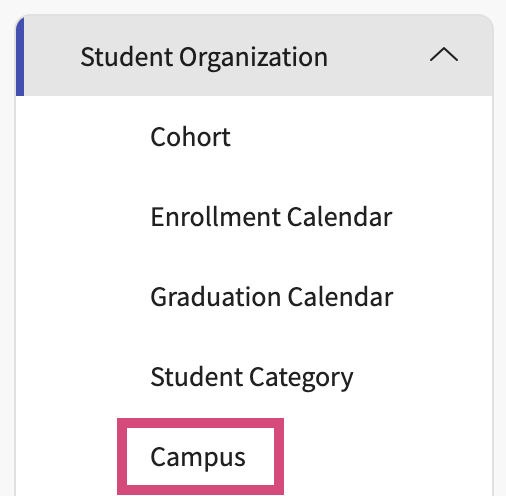 Student Organization
Cohort
Enrollment Calendar
Graduation Calendar
Student Category
Campus